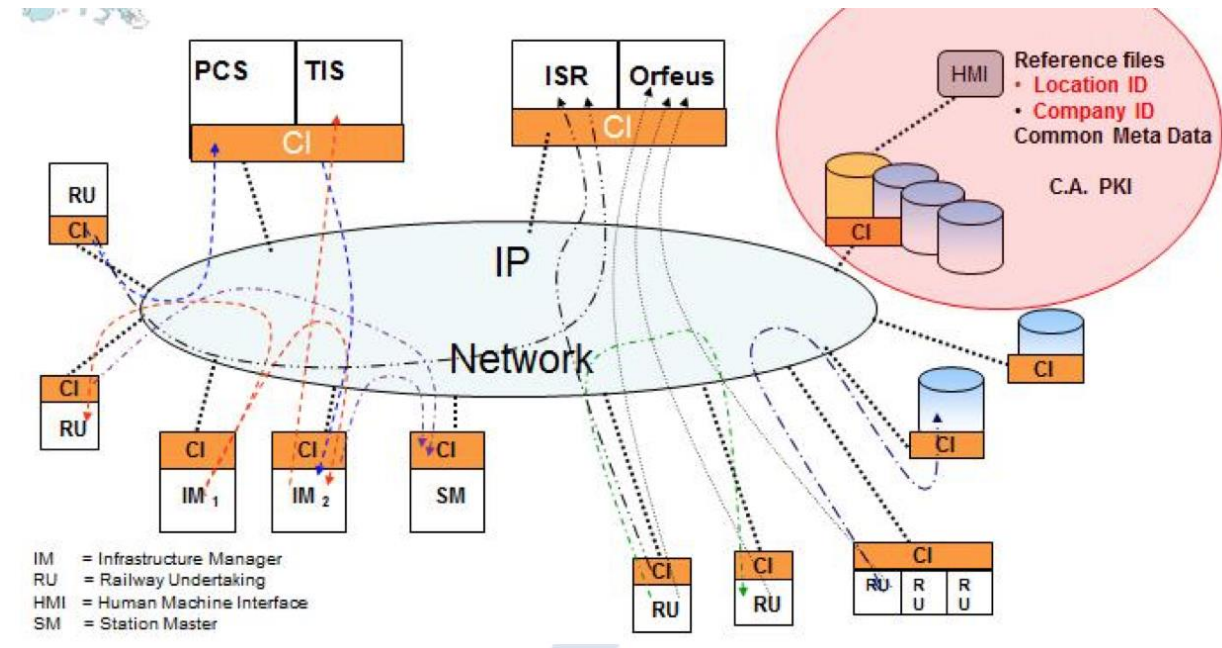 PCS TIS
CI
ISR Orfeus
CI
HMI
Reference files
• Location ID
• Company ID
Common Meta Data
C.A. PKI
CI
RU
CI
IP
Network
CI
RU
CI
IM 1
CI
IM 2
CI
SM
CI
CI
CI
RU
CI
RU
CI
RU
R
U
R
U
IM = Infrastructure Manager
RU = Railway Undertaking
HMI = Human Machine Interface
SM = Station Master